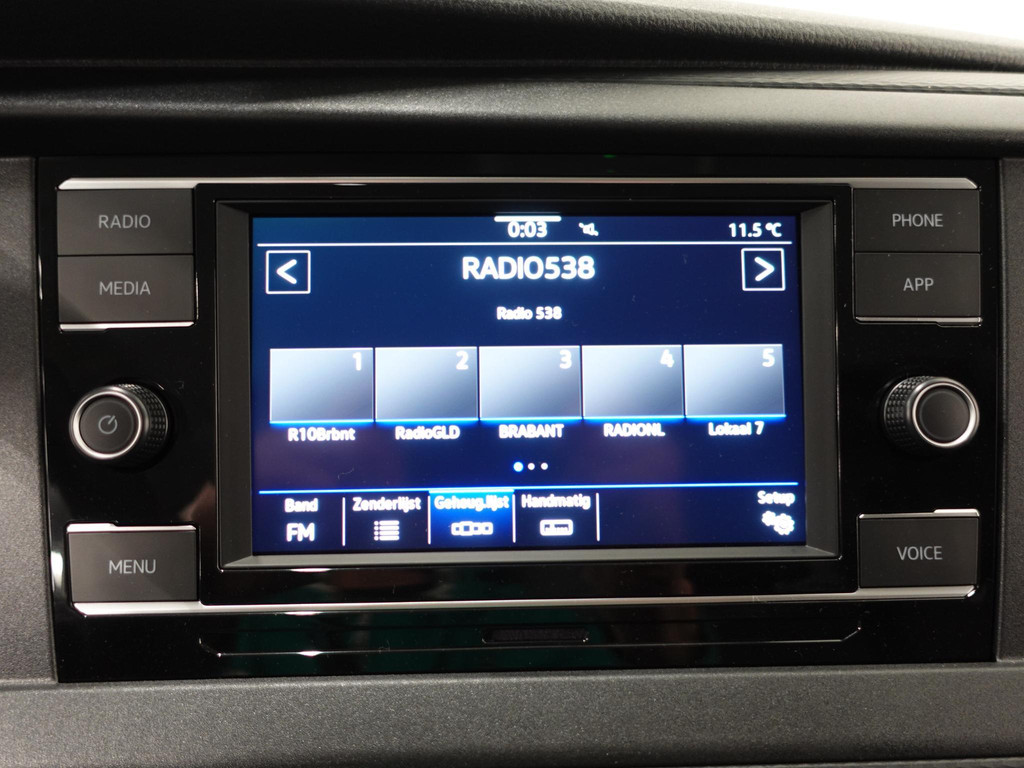 RADIO
MEDIA
MENU
0:03
11.5 °C
RADIO538
Radio 538
1 2 3 4 5
R10Brbnt RadioGLD BRABANT RADIONL Lokaal 7
Band Zenderlijst Geheug.lijst Handmatig Setup
FM
PHONE
APP
VOICE